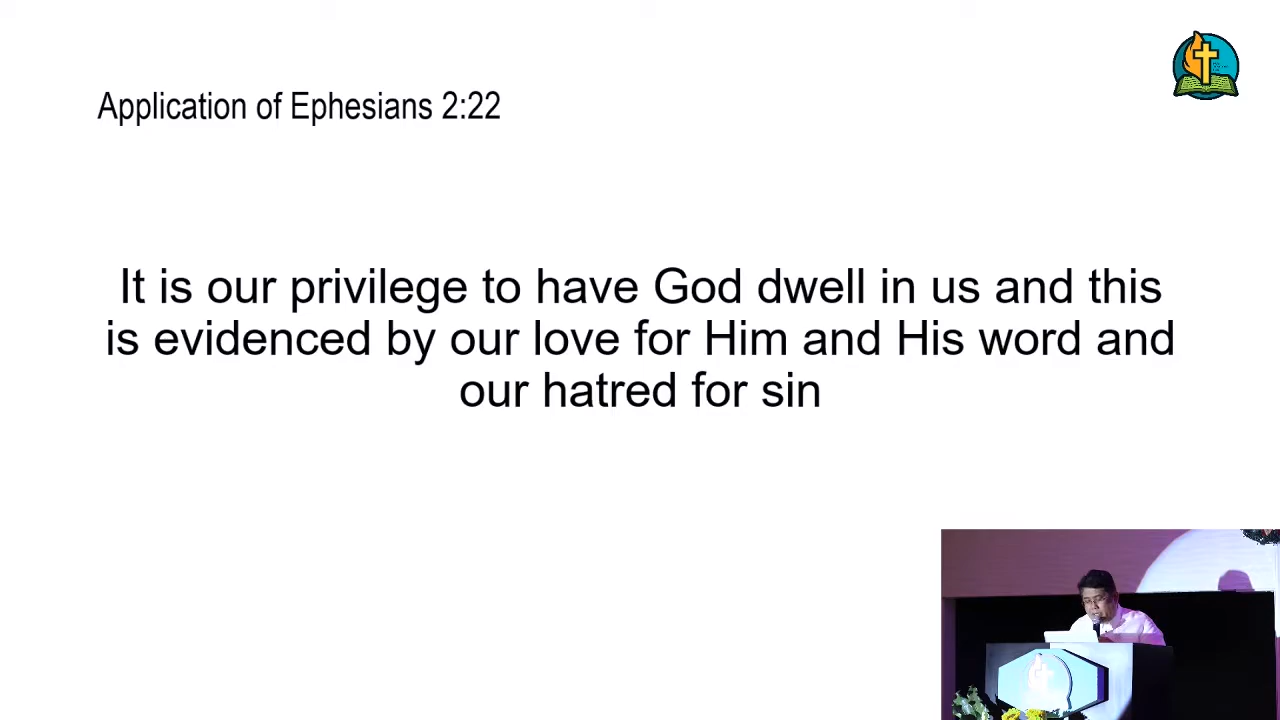 Application of Ephesians 2:22
It is our privilege to have God dwell in us and this
is evidenced by our love for Him and His word and
our hatred for sin